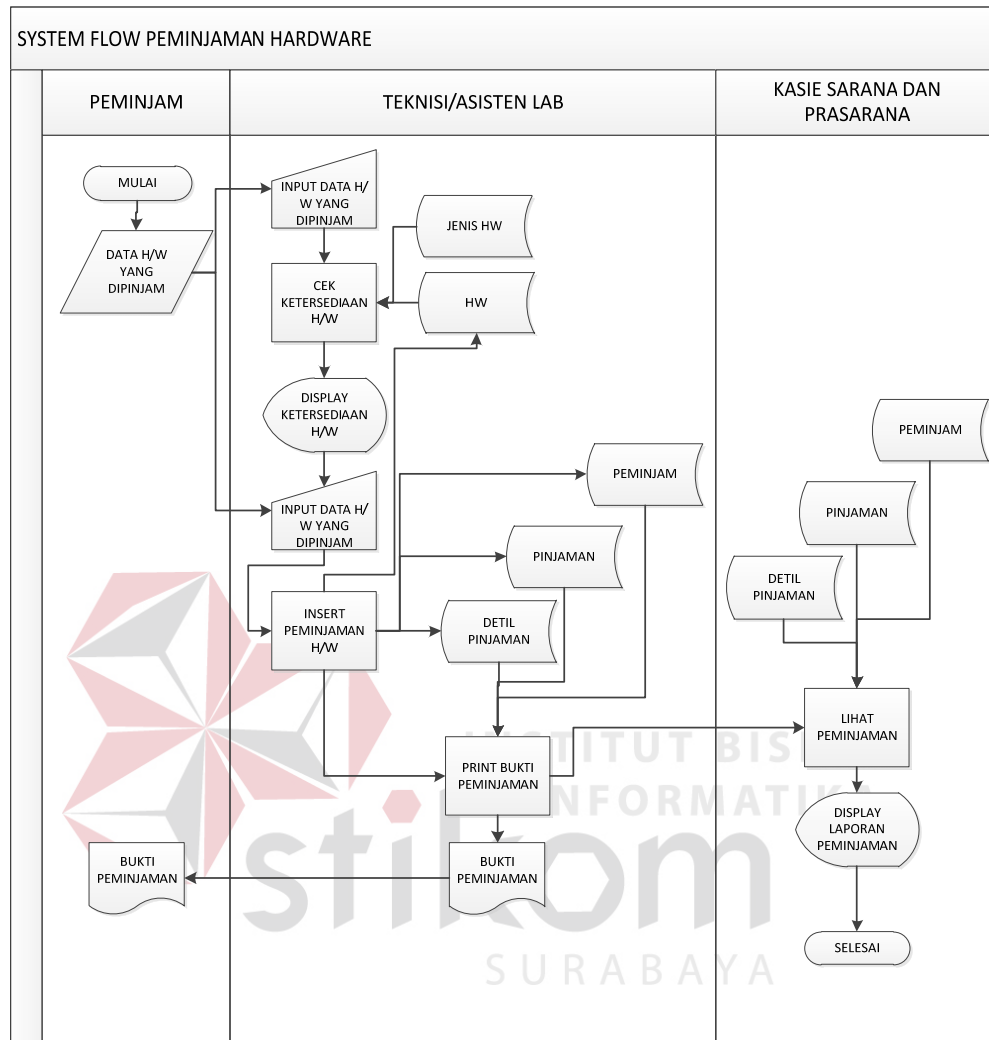 SYSTEM FLOW PEMINJAMAN HARDWARE
PEMINJAM
TEKNISI/ASISTEN LAB
KASIE SARANA DAN
PRASARANA
MULAI
DATA H/W
YANG
DIPINJAM
INPUT DATA H/
W YANG
DIPINJAM
JENIS HW
CEK
KETERSEDIAAN
H/W
HW
DISPLAY
KETERSEDIAAN
H/W
INPUT DATA H/
W YANG
DIPINJAM
PEMINJAM
PINJAMAN
INSERT
PEMINJAMAN
H/W
DETIL
PINJAMAN
PRINT BUKTI
PEMINJAMAN
BUKTI
PEMINJAMAN
BUKTI
PEMINJAMAN
PEMINJAM
PINJAMAN
DETIL
PINJAMAN
LIHAT
PEMINJAMAN
DISPLAY
LAPORAN
PEMINJAMAN
SELESAI
INSTITUT BIS
INFORMATIK
stikom
SURABAYA